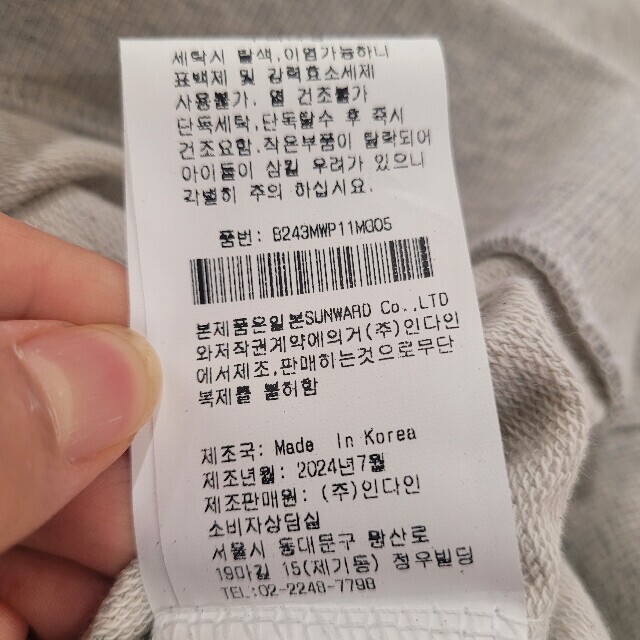 세탁시 탈색,이염가능하니
표백제 및 강력효소세제
사용불가. 열 건조불가
단독세탁,단독탈수 후 즉시
건조요함.작은부품이 탈락되어
아이들이 삼킬 우려가 있으니
각별히 주의 하십시요.
품번: B243MWP11MG05
본제품은일본SUNWARD Co.,LTD
와저작권계약에의거(주)인다인
에서제조,판매하는것으로무단
복제를 불허함
제조국: Made In Korea
제조년월: 2024년7월
제조판매원: (주)인다인
소비자상담실
서울시 동대문구 왕산로
19마길 15(제기동) 정우빌딩
TEL:02-2248-7798